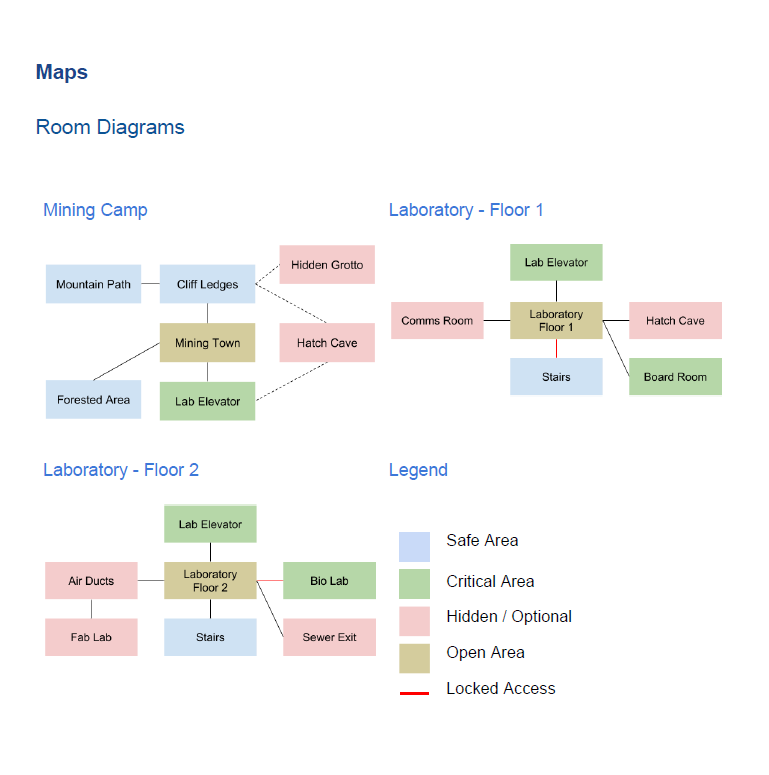 Maps
Room Diagrams
Mining Camp
Mountain Path
Cliff Ledges
Hidden Grotto
Mining Town
Hatch Cave
Forested Area
Lab Elevator
Laboratory - Floor 1
Lab Elevator
Comms Room
Laboratory
Floor 1
Hatch Cave
Stairs
Board Room
Laboratory - Floor 2
Lab Elevator
Air Ducts
Laboratory
Floor 2
Bio Lab
Fab Lab
Stairs
Sewer Exit
Legend
Safe Area
Critical Area
Hidden / Optional
Open Area
Locked Access